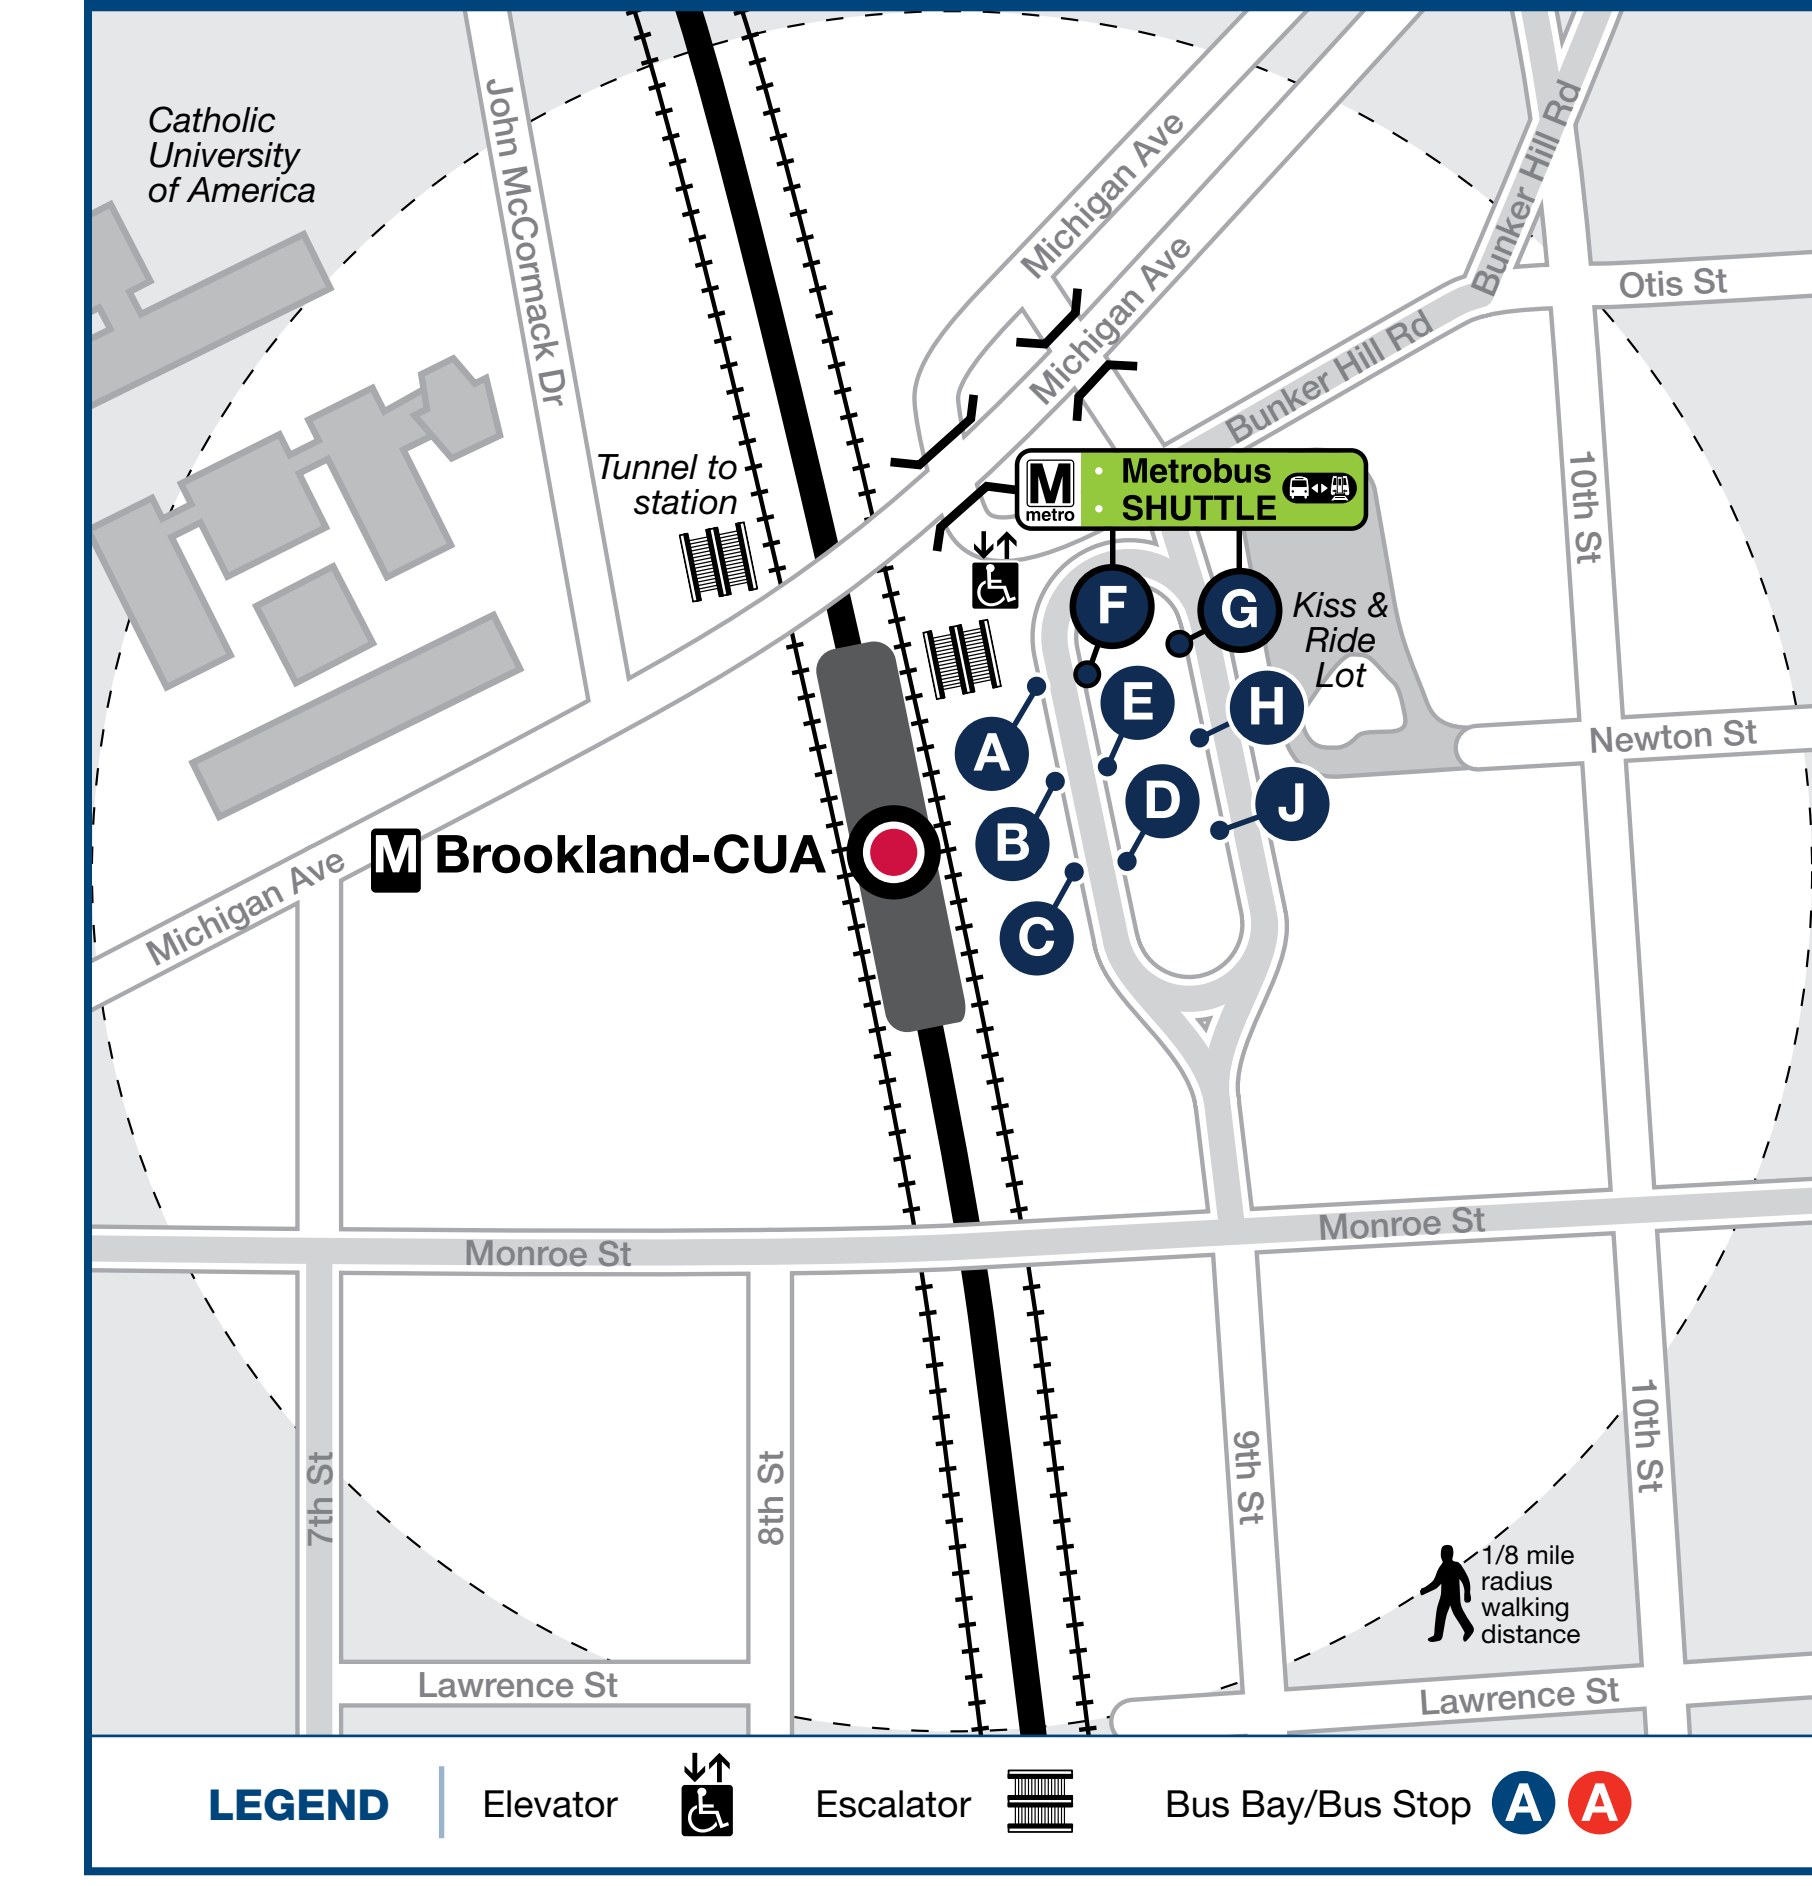 Catholic
University
of America
John McCormack Dr
Michigan Ave
Michigan Ave
Bunker Hill Rd
Bunker Hill Rd
Otis St
Tunnel to
station
M
metro
• Metrobus
• SHUTTLE
10th St
F
G
Kiss &
Ride
Lot
E
H
A
D
J
B
C
Newton St
M Brookland-CUA
Michigan Ave
Monroe St
Monroe St
7th St
8th St
9th St
10th St
1/8 mile
radius
walking
distance
Lawrence St
Lawrence St
LEGEND
Elevator
Escalator
Bus Bay/Bus Stop A A